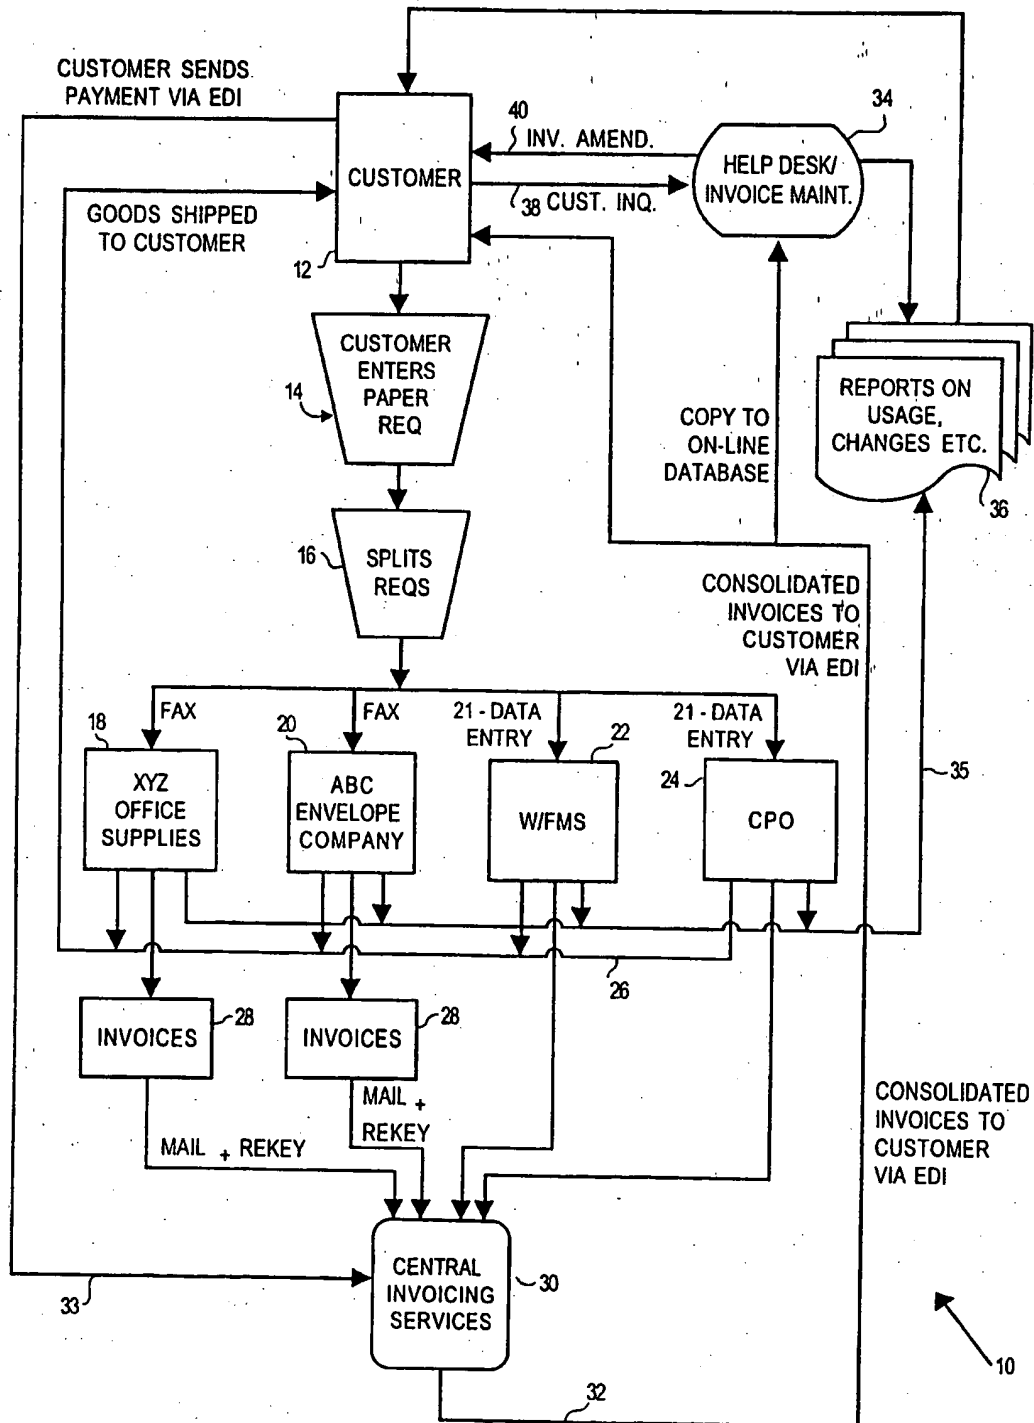 CUSTOMER SENDS
PAYMENT VIA EDI
GOODS SHIPPED
TO CUSTOMER
CUSTOMER
12
40
INV. AMEND.
38 CUST. INQ.
34
HELP DESK/
INVOICE MAINT.
CUSTOMER
ENTERS
PAPER
REQ
14
COPY TO
ON-LINE
DATABASE
REPORTS ON
USAGE,
CHANGES ETC.
36
16
SPLITS
REQS
CONSOLIDATED
INVOICES TO
CUSTOMER
VIA EDI
FAX
FAX
21 - DATA
ENTRY
21 - DATA
ENTRY
18
XYZ
OFFICE
SUPPLIES
20
ABC
ENVELOPE
COMPANY
22
W/FMS
24
CPO
35
26
INVOICES
28
INVOICES
28
MAIL +
REKEY
MAIL + REKEY
CONSOLIDATED
INVOICES TO
CUSTOMER
VIA EDI
CENTRAL
INVOICING
SERVICES
30
33
32
10